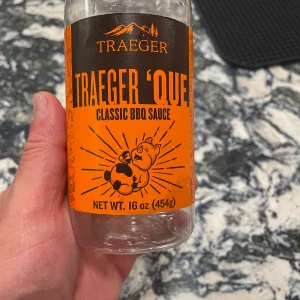 TRAEGER
TRAEGER 'QUE
CLASSIC BBQ SAUCE
NET WT. 16 oz (454g)